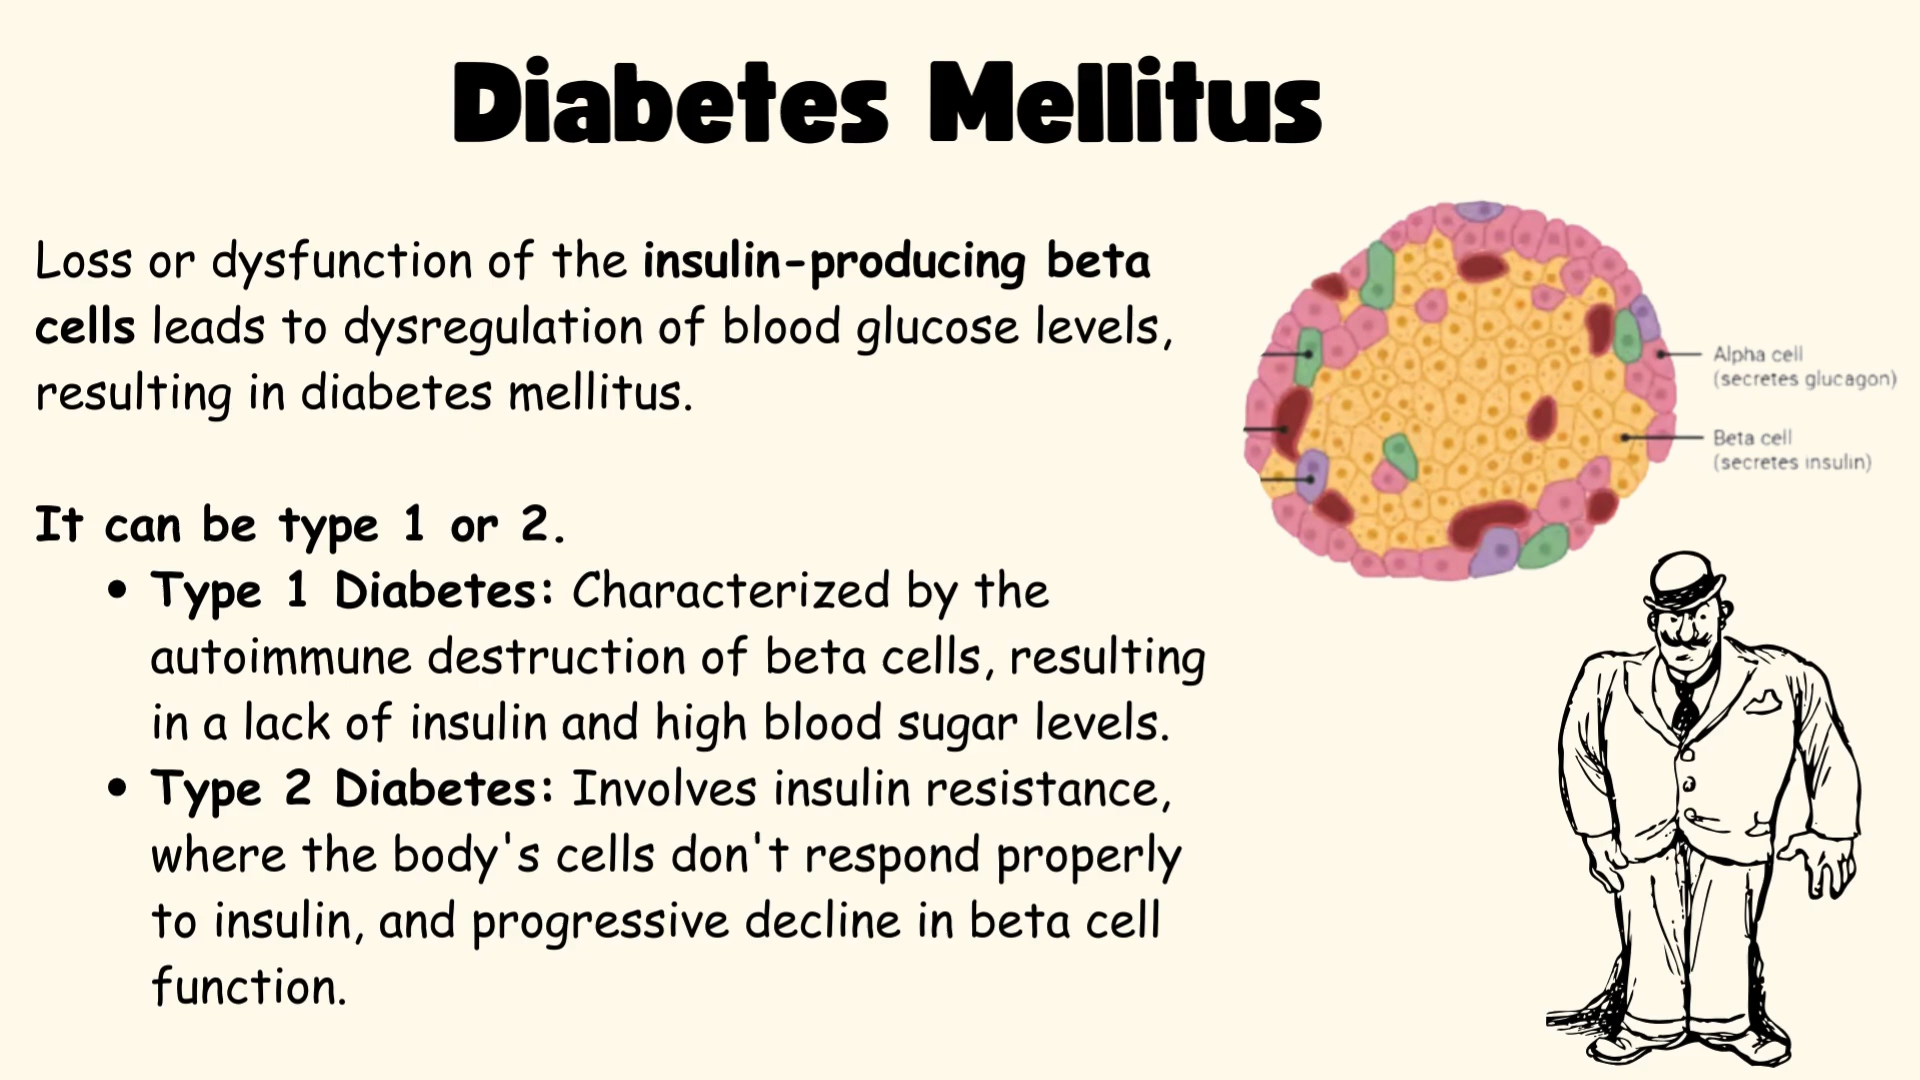 Diabetes Mellitus
Loss or dysfunction of the insulin-producing beta
cells leads to dysregulation of blood glucose levels,
resulting in diabetes mellitus.
It can be type 1 or 2.
• Type 1 Diabetes: Characterized by the
autoimmune destruction of beta cells, resulting
in a lack of insulin and high blood sugar levels.
• Type 2 Diabetes: Involves insulin resistance,
where the body's cells don't respond properly
to insulin, and progressive decline in beta cell
function.
Alpha cell
(secretes glucagon)
Beta cell
(secretes insulin)